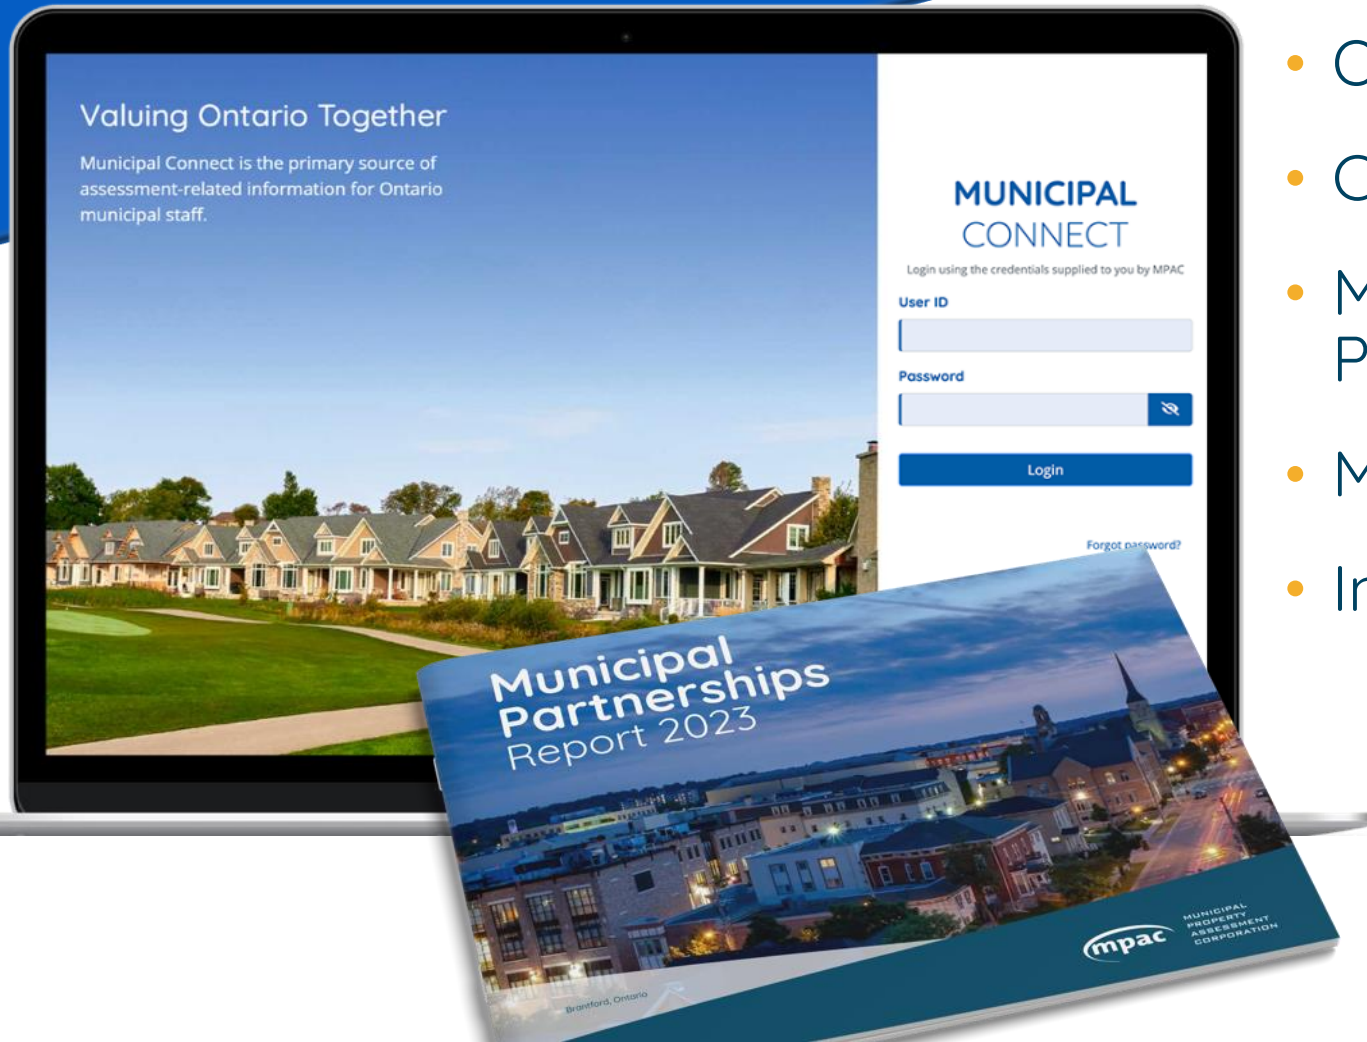 Valuing Ontario Together
Municipal Connect is the primary source of
assessment-related information for Ontario
municipal staff.
MUNICIPAL
CONNECT
Login using the credentials supplied to you by MPAC
User ID
Password
Login
Forgot password?
Municipal
Partnerships
Report 2023
mpac
MUNICIPAL
PROPERTY
ASSESSMENT
CORPORATION
Brantford, Ontario